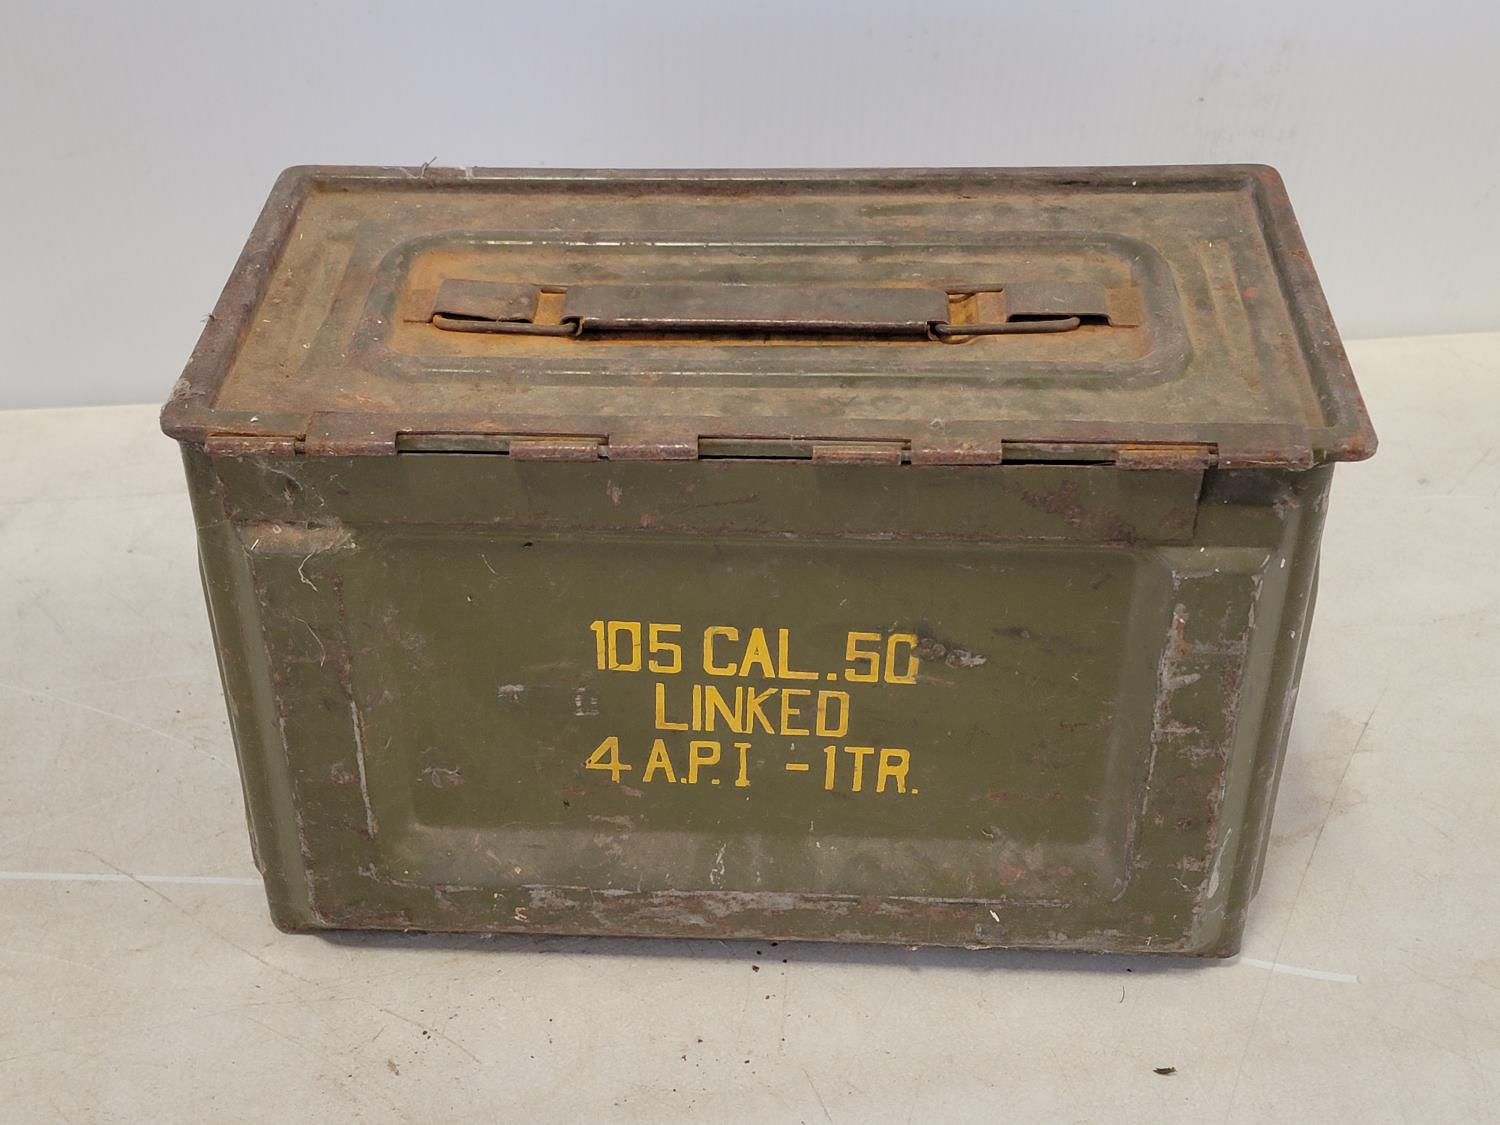 105 CAL..50
LINKED
4 A.P.I -1TR.